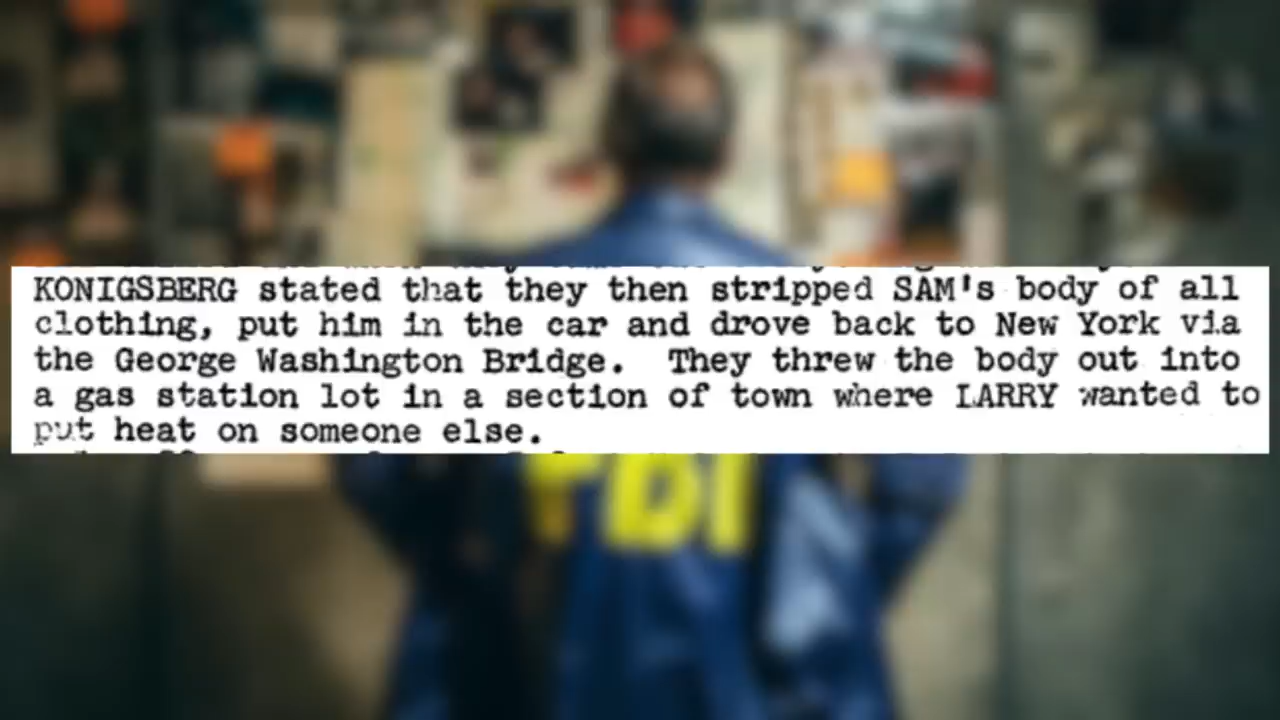 KONIGSBERG stated that they then stripped SAM's body of all
clothing, put him in the car and drove back to New York via
the George Washington Bridge.  They threw the body out into
a gas station lot in a section of town where LARRY wanted to
put heat on someone else.
FBI